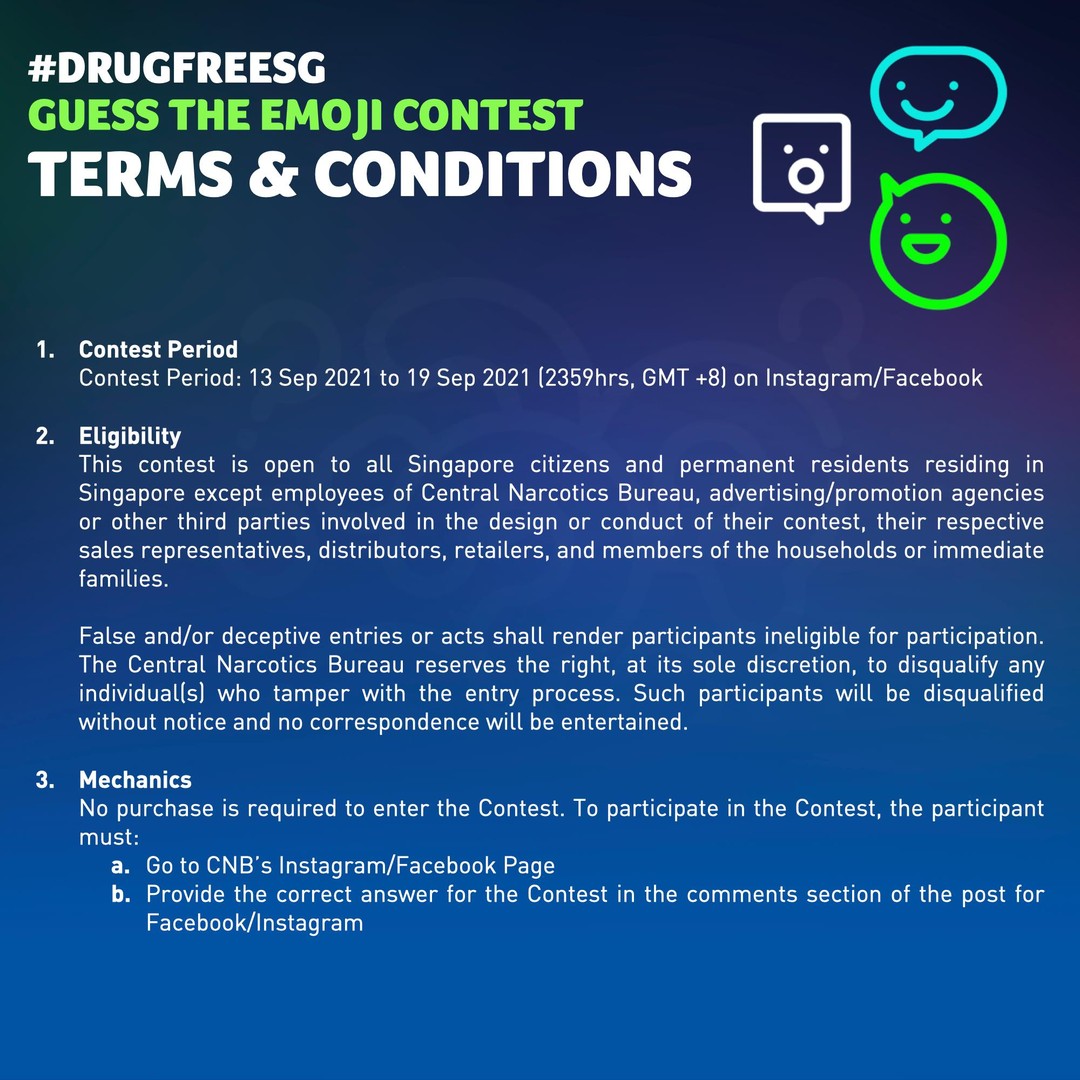 #DRUGFREESG
GUESS THE EMOJI CONTEST
TERMS & CONDITIONS
1. Contest Period
Contest Period: 13 Sep 2021 to 19 Sep 2021 (2359hrs, GMT +8) on Instagram/Facebook
2. Eligibility
This contest is open to all Singapore citizens and permanent residents residing in
Singapore except employees of Central Narcotics Bureau, advertising/promotion agencies
or other third parties involved in the design or conduct of their contest, their respective
sales representatives, distributors, retailers, and members of the households or immediate
families.
False and/or deceptive entries or acts shall render participants ineligible for participation.
The Central Narcotics Bureau reserves the right, at its sole discretion, to disqualify any
individual(s) who tamper with the entry process. Such participants will be disqualified
without notice and no correspondence will be entertained.
3. Mechanics
No purchase is required to enter the Contest. To participate in the Contest, the participant
must:
a. Go to CNB's Instagram/Facebook Page
b. Provide the correct answer for the Contest in the comments section of the post for
Facebook/Instagram